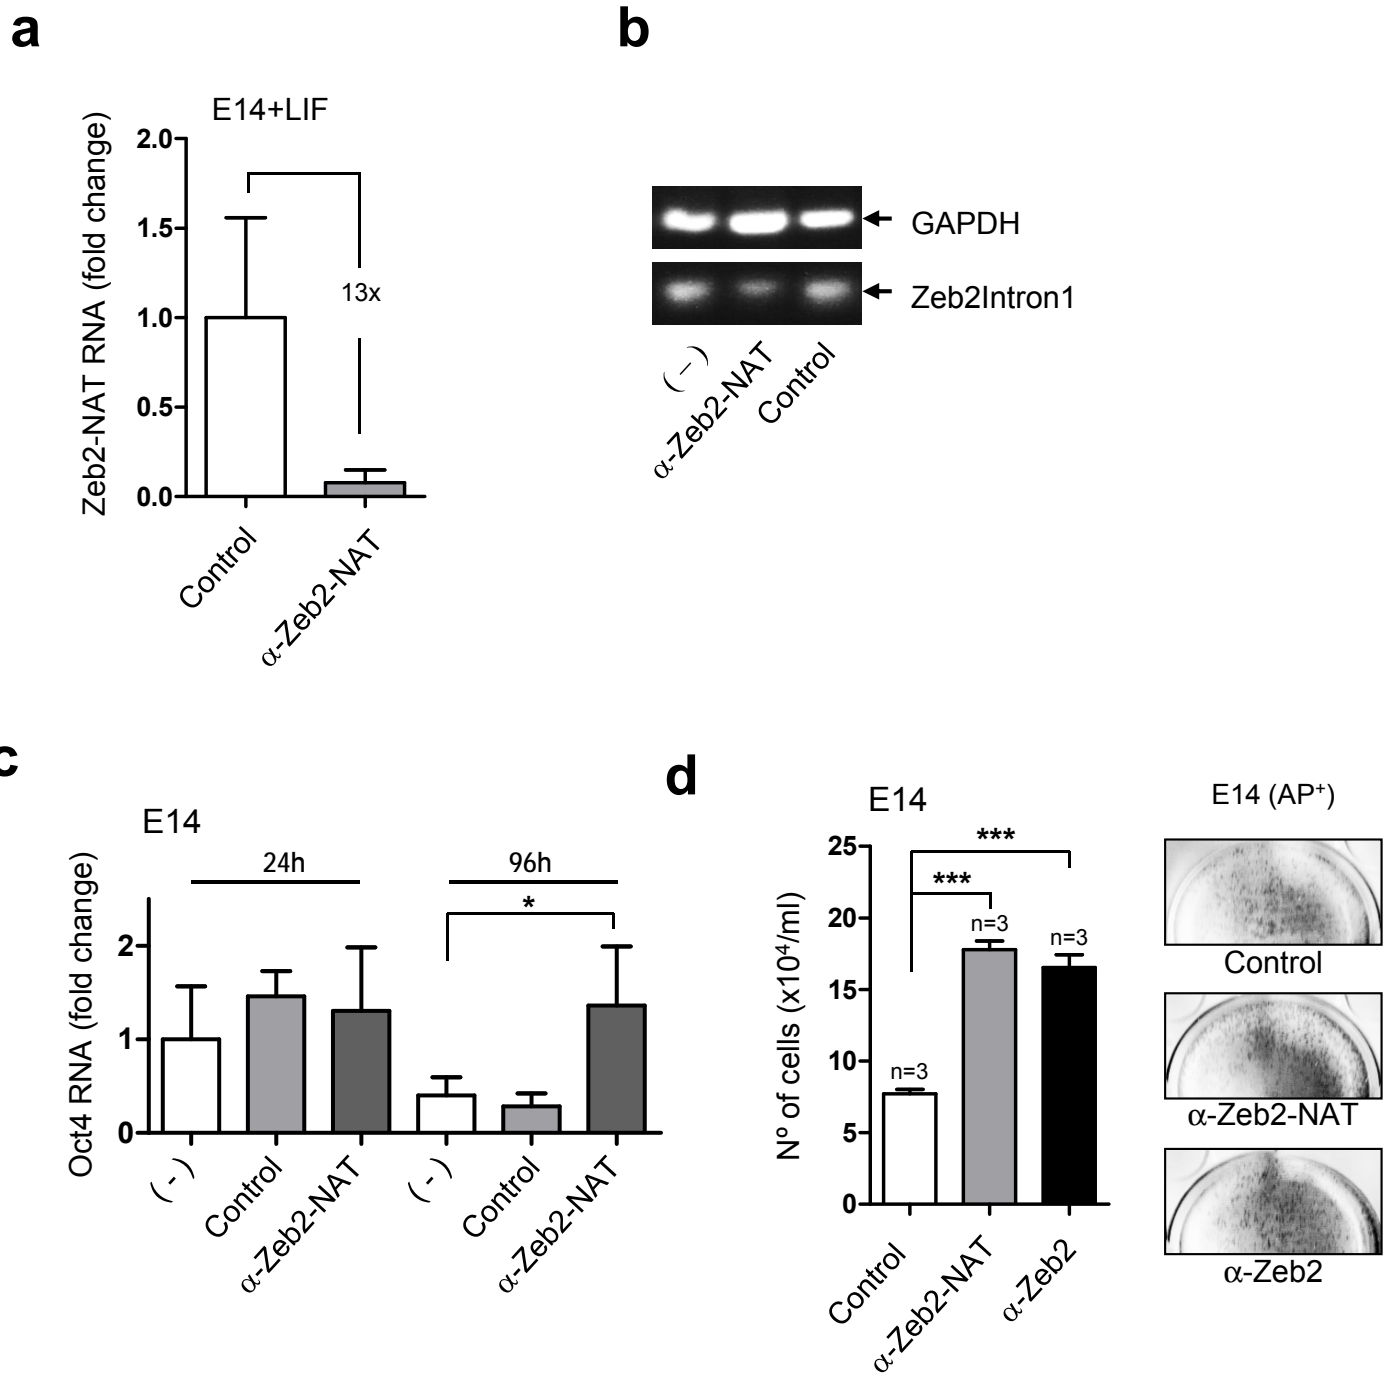 a
E14+LIF
Zeb2-NAT RNA (fold change)
2.0
1.5
1.0
0.5
0.0
13x
Control
α-Zeb2-NAT
b
GAPDH
Zeb2Intron1
(−)
α-Zeb2-NAT
Control
c
E14
24h
96h
*
Oct4 RNA (fold change)
2
1
0
(-)
Control
α-Zeb2-NAT
(-)
Control
α-Zeb2-NAT
d
E14
Nº of cells (x10⁴/ml)
25
20
15
10
5
0
***
***
n=3
n=3
n=3
Control
α-Zeb2-NAT
α-Zeb2
E14 (AP⁺)
Control
α-Zeb2-NAT
α-Zeb2